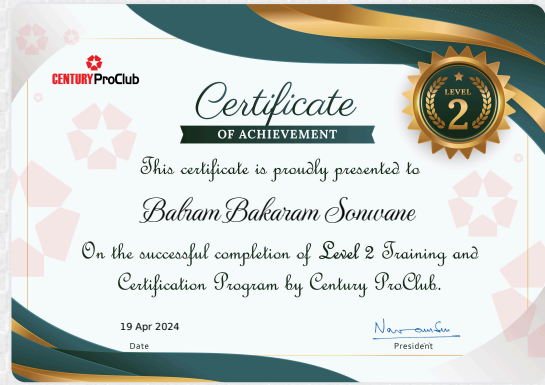 CENTURY ProClub
Certificate
OF ACHIEVEMENT
LEVEL
2
This certificate is proudly presented to
Balram Bakaram Sonwane
On the successful completion of Level 2 Training and
Certification Program by Century ProClub.
19 Apr 2024
Date
President